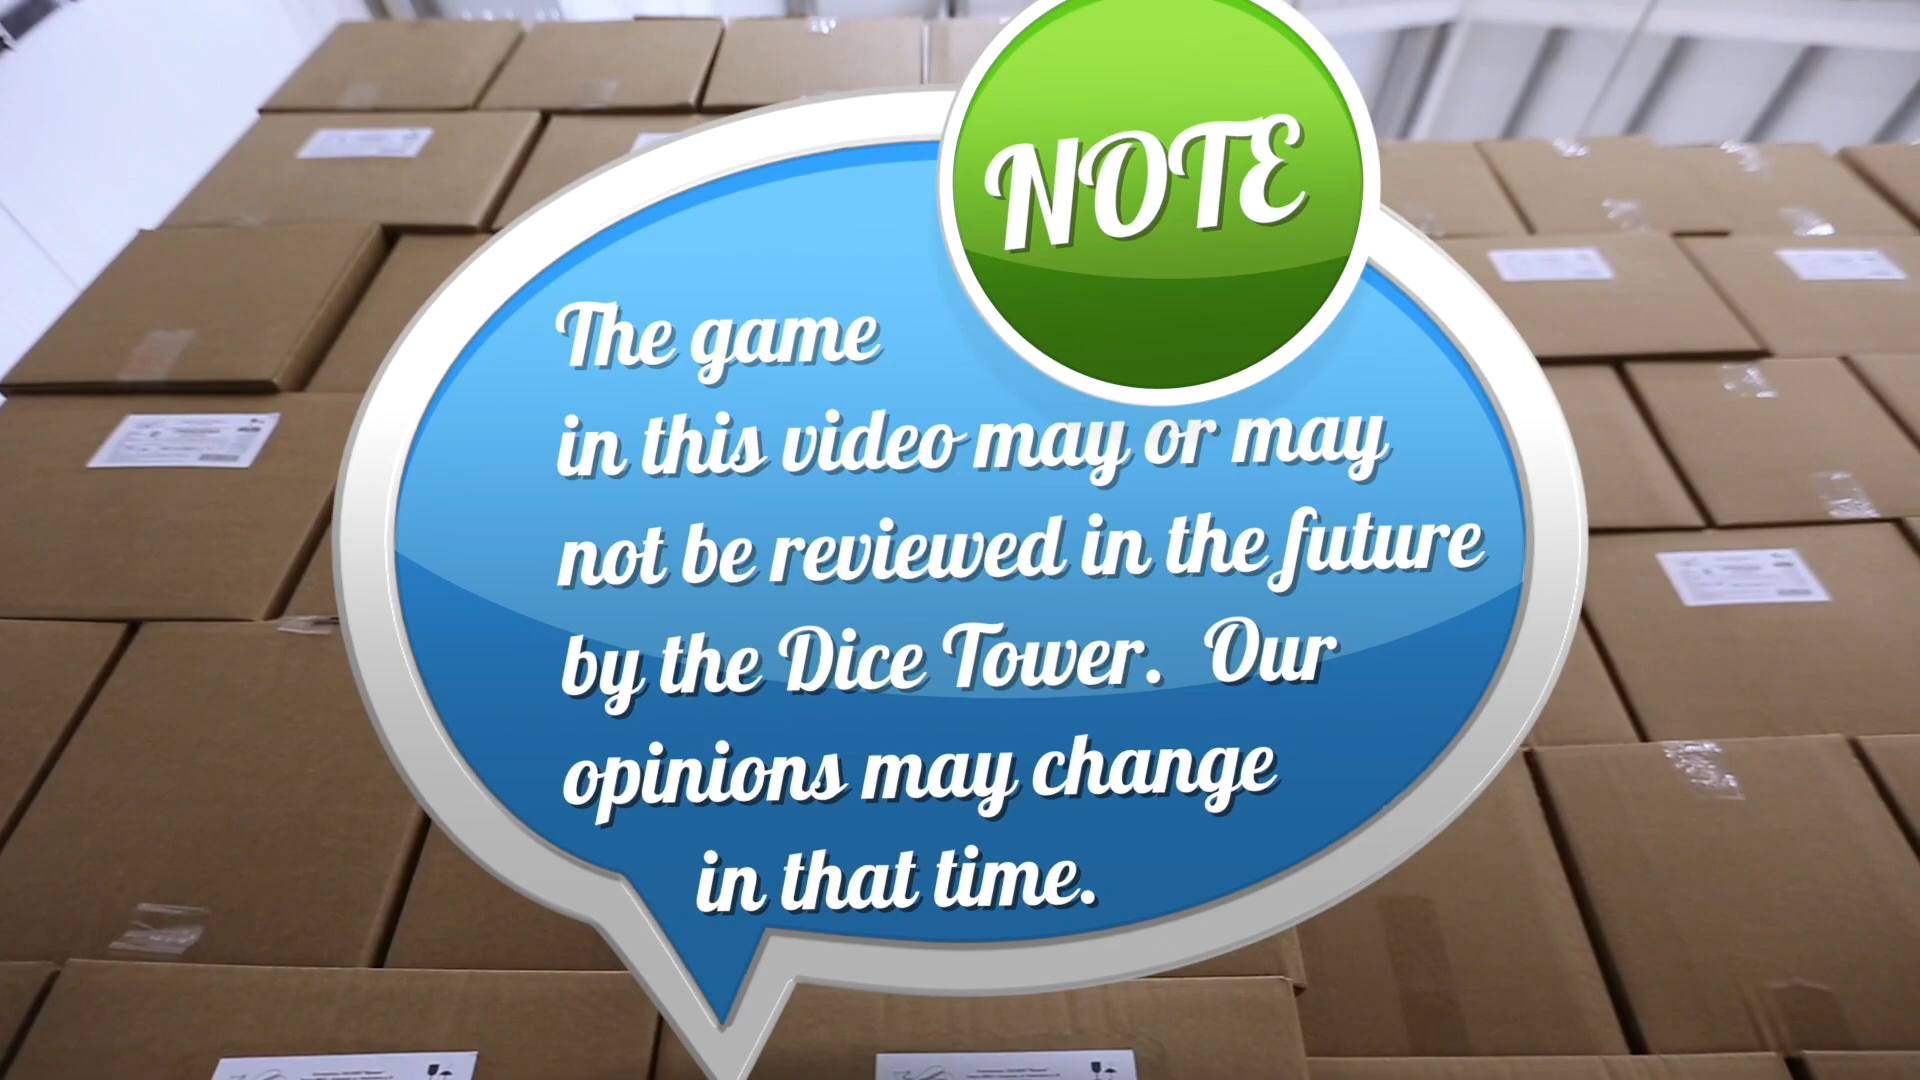 NOTE
The game
in this video may or may
not be reviewed in the future
by the Dice Tower. Our
opinions may change
in that time.